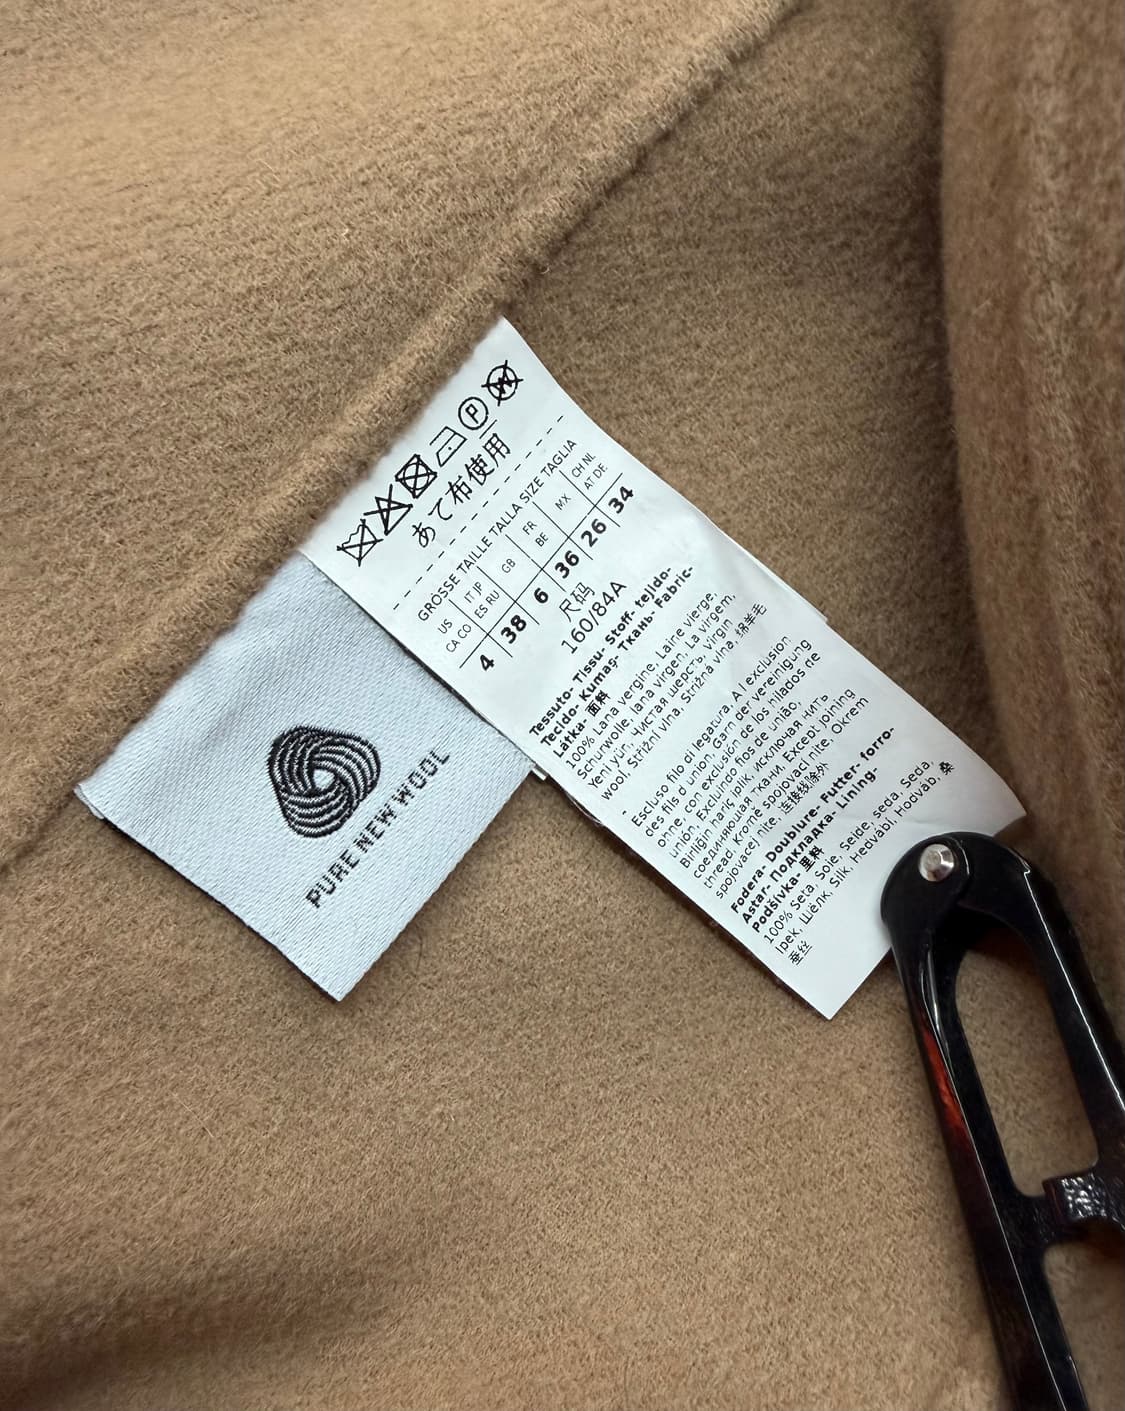 P
W
あて布使用
GRÖSSE TAILLE TALLA SIZE TAGLIA
US CA CO
IT JP ES RU
GB
FR BE
MX
CH NL AT DE
4 38 6 36 26 34
尺码
160/84A
Tessuto- Tissu- Stoff- tejido-
Tecido- Kumaş- Ткань- Fabric-
Látka- 面料
100% Lana vergine, Laine vierge,
Schurwolle, lana virgen, La virgem,
Yeni yün, Чистая шерсть, Virgin
wool, Střižní vlna, Strižná vlna, 绵羊毛
- Escluso filo di legatura, A l exclusion
des fils d union, Garn der vereinigung
ohne, con exclusión de los hilados de
unión, Excluindo fios de união,
Birliğin hariç iplik, исключая нить
соединяющая ткани, Except joining
thread, Kromě spojovací nitě, Okrem
spojovacej nite, 连接线除外
Fodera- Doublure- Futter- forro-
Astar- Подкладка- Lining-
Podšívka- 里料
100% Seta, Soie, Seide, seda, Seda,
Ipek, Шёлк, Silk, Hedvábí, Hodváb, 桑
蚕丝
PURE NEW WOOL